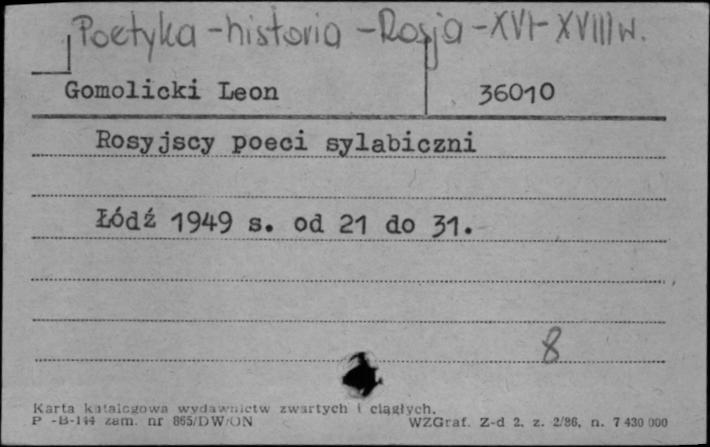 Poetyka - historia - Rosja - XVI - XVIII w.
Gomolicki Leon 36010
Rosyjscy poeci sylabiczni
Łódź 1949 s. od 21 do 31.
8
Karta katalogowa wydawnictw zwartych i ciągłych.
P -B-144 zam. nr 865/DW/ON WZGraf. Z-d 2. z. 2/86, n. 7 430 000